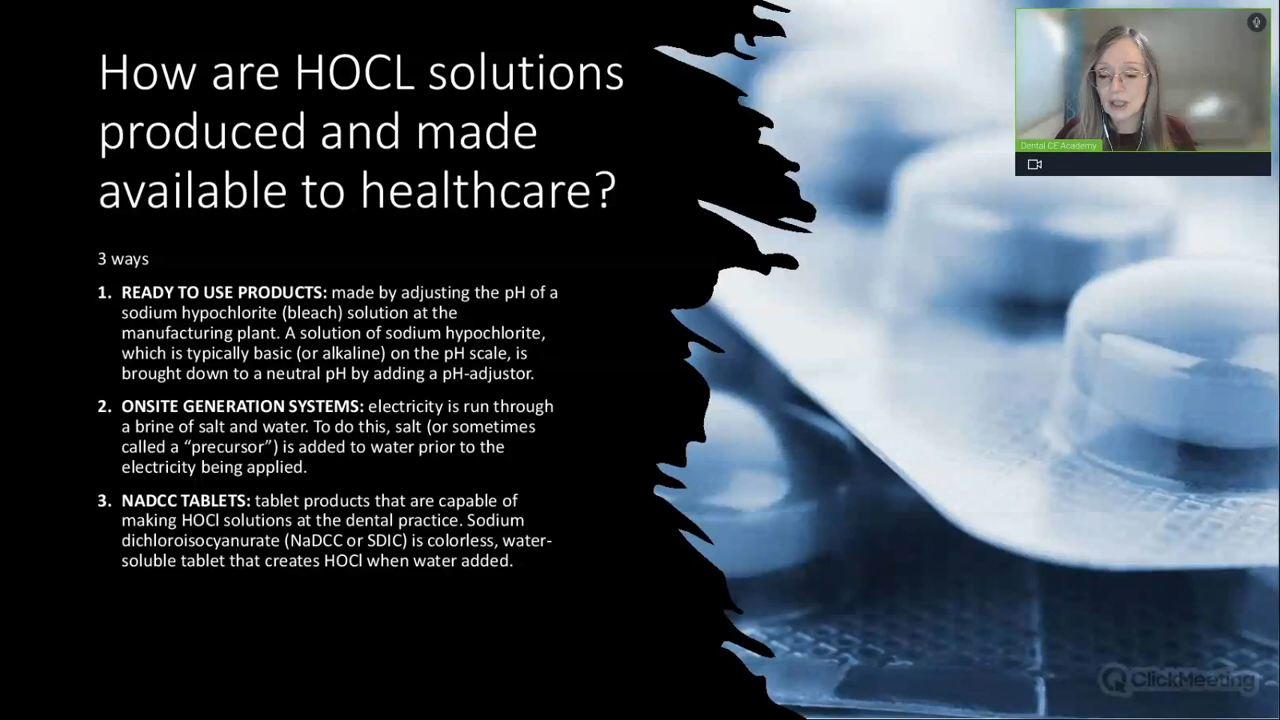 How are HOCL solutions
produced and made
available to healthcare?
3 ways
1. READY TO USE PRODUCTS: made by adjusting the pH of a
sodium hypochlorite (bleach) solution at the
manufacturing plant. A solution of sodium hypochlorite,
which is typically basic (or alkaline) on the pH scale, is
brought down to a neutral pH by adding a pH-adjustor.
2. ONSITE GENERATION SYSTEMS: electricity is run through
a brine of salt and water. To do this, salt (or sometimes
called a “precursor”) is added to water prior to the
electricity being applied.
3. NADCC TABLETS: tablet products that are capable of
making HOCl solutions at the dental practice. Sodium
dichloroisocyanurate (NaDCC or SDIC) is colorless, water-
soluble tablet that creates HOCl when water added.
Dental CE Academy
ClickMeeting